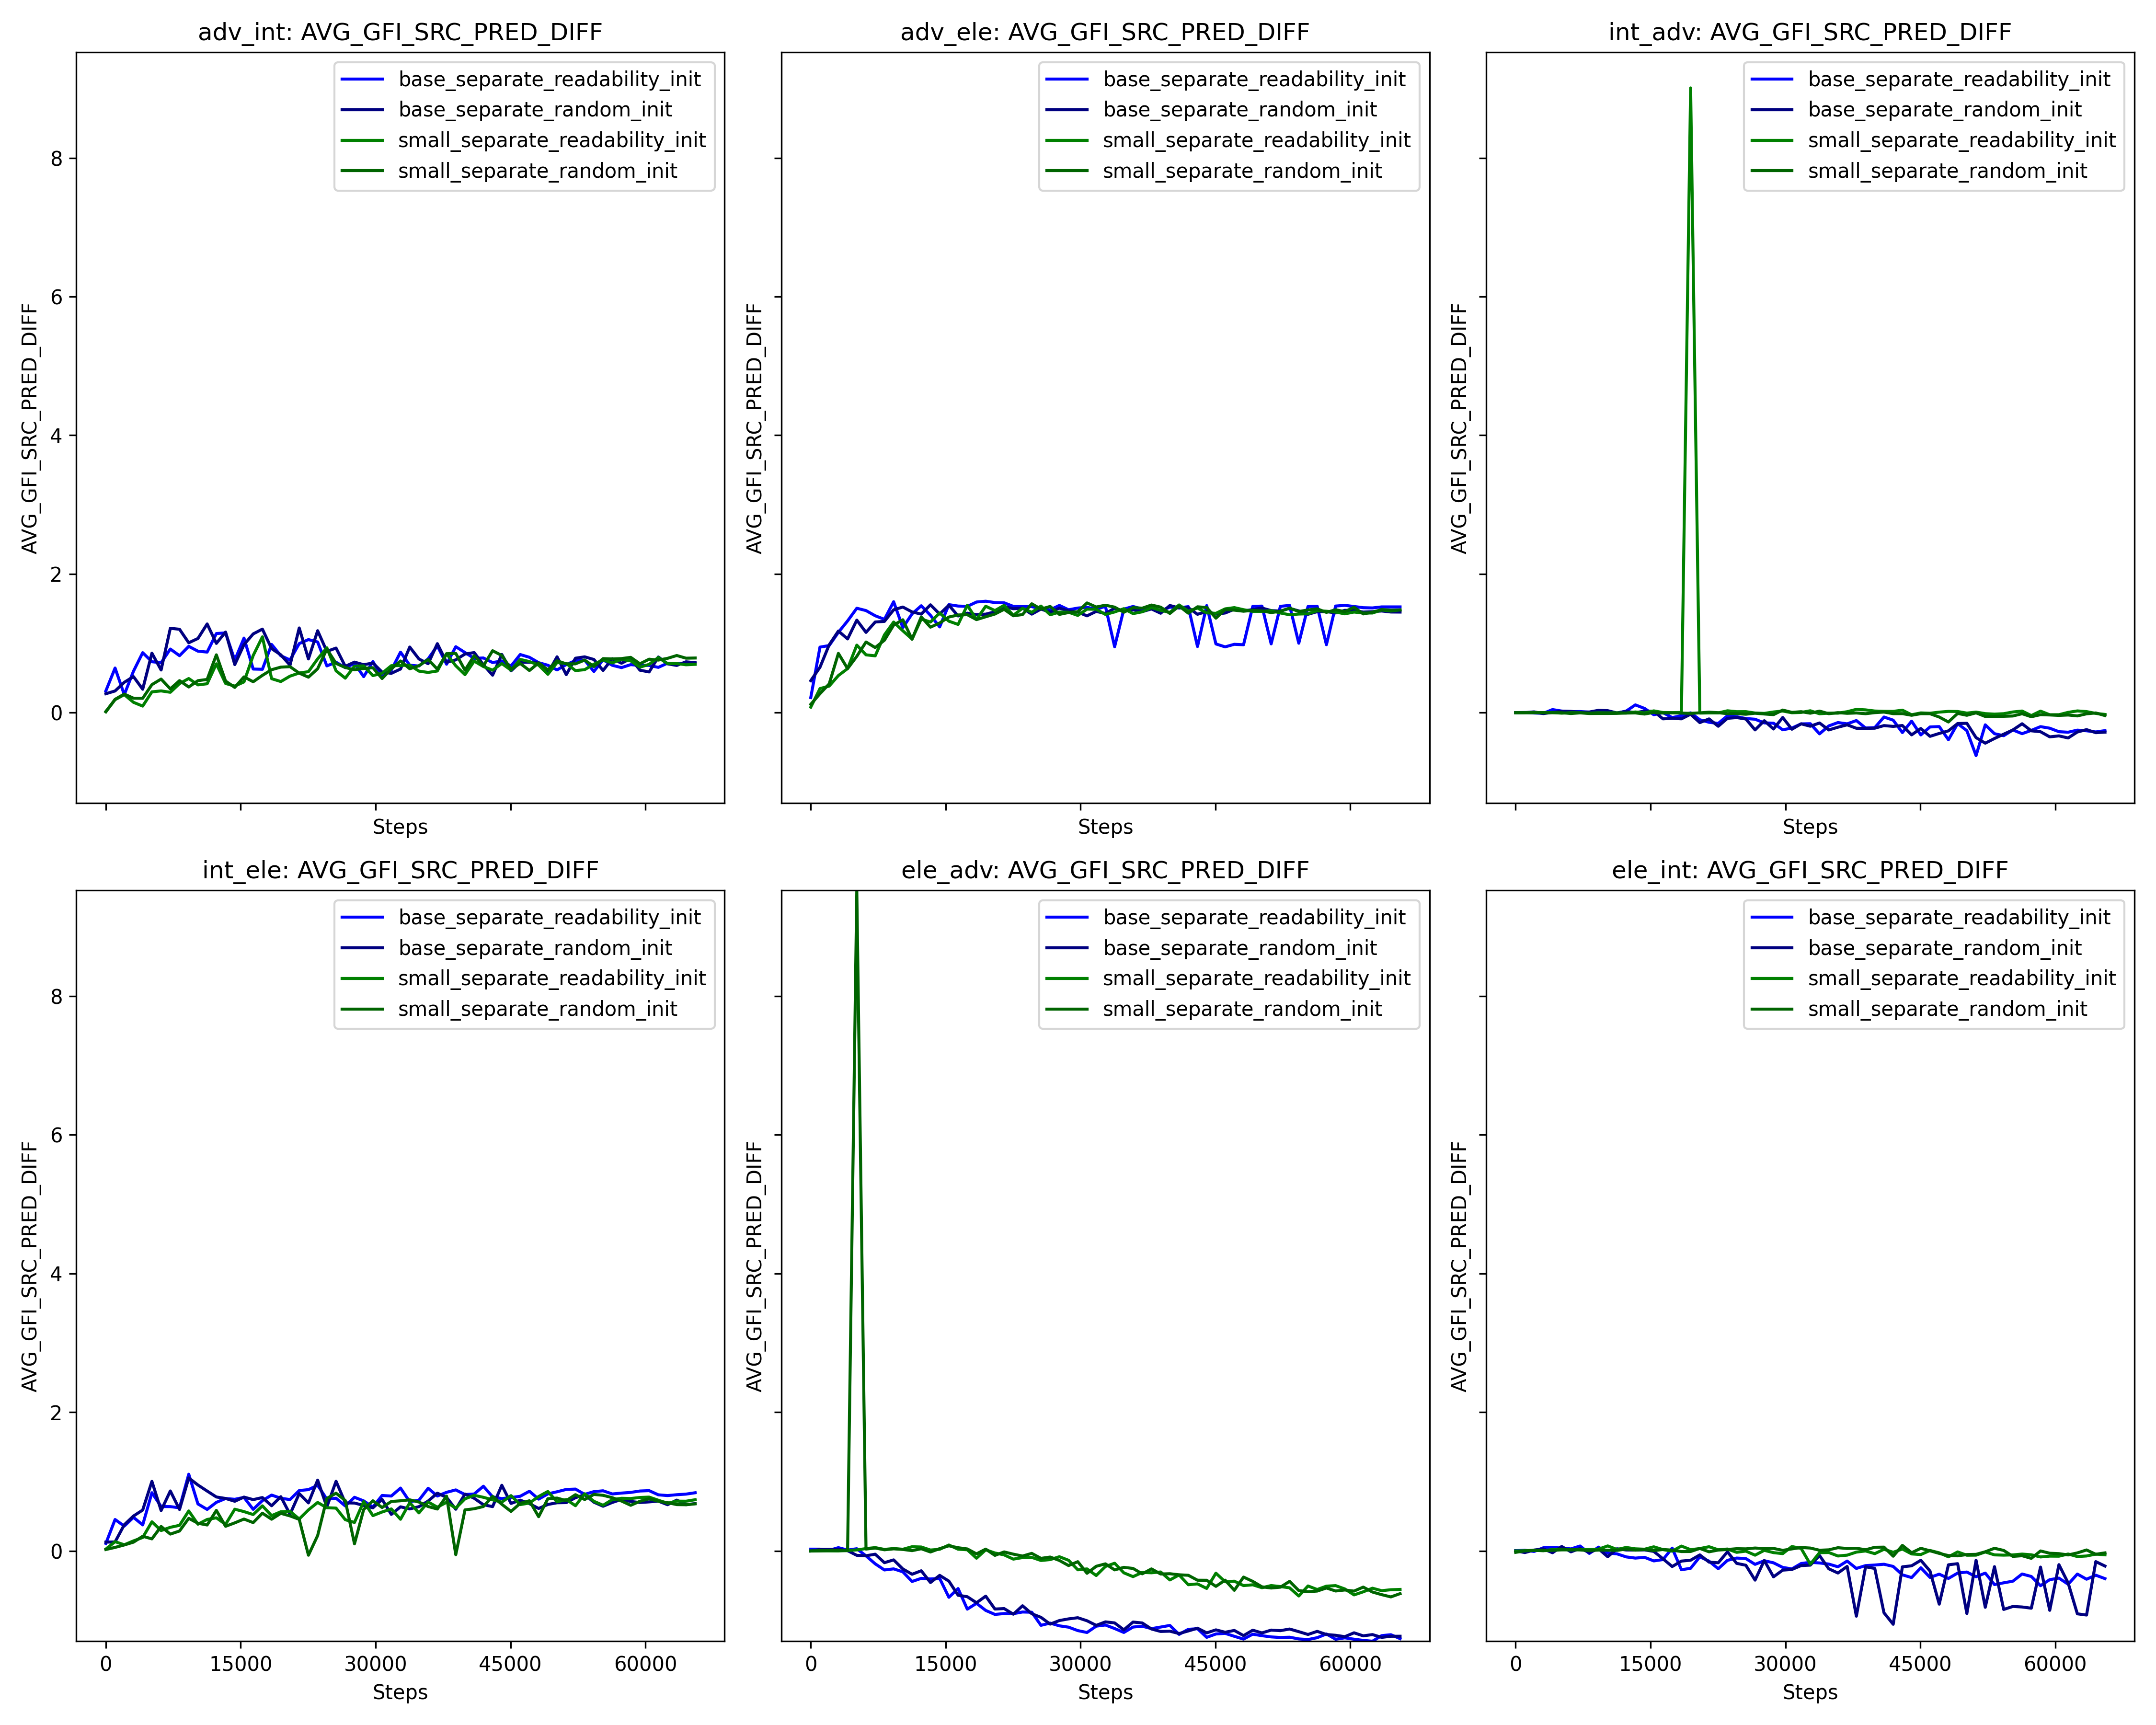 adv_int: AVG_GFI_SRC_PRED_DIFF
AVG_GFI_SRC_PRED_DIFF
8
6
4
2
0
base_separate_readability_init
base_separate_random_init
small_separate_readability_init
small_separate_random_init
Steps
adv_ele: AVG_GFI_SRC_PRED_DIFF
AVG_GFI_SRC_PRED_DIFF
base_separate_readability_init
base_separate_random_init
small_separate_readability_init
small_separate_random_init
Steps
int_adv: AVG_GFI_SRC_PRED_DIFF
AVG_GFI_SRC_PRED_DIFF
base_separate_readability_init
base_separate_random_init
small_separate_readability_init
small_separate_random_init
Steps
int_ele: AVG_GFI_SRC_PRED_DIFF
AVG_GFI_SRC_PRED_DIFF
8
6
4
2
0
base_separate_readability_init
base_separate_random_init
small_separate_readability_init
small_separate_random_init
0 15000 30000 45000 60000
Steps
ele_adv: AVG_GFI_SRC_PRED_DIFF
AVG_GFI_SRC_PRED_DIFF
base_separate_readability_init
base_separate_random_init
small_separate_readability_init
small_separate_random_init
0 15000 30000 45000 60000
Steps
ele_int: AVG_GFI_SRC_PRED_DIFF
AVG_GFI_SRC_PRED_DIFF
base_separate_readability_init
base_separate_random_init
small_separate_readability_init
small_separate_random_init
0 15000 30000 45000 60000
Steps